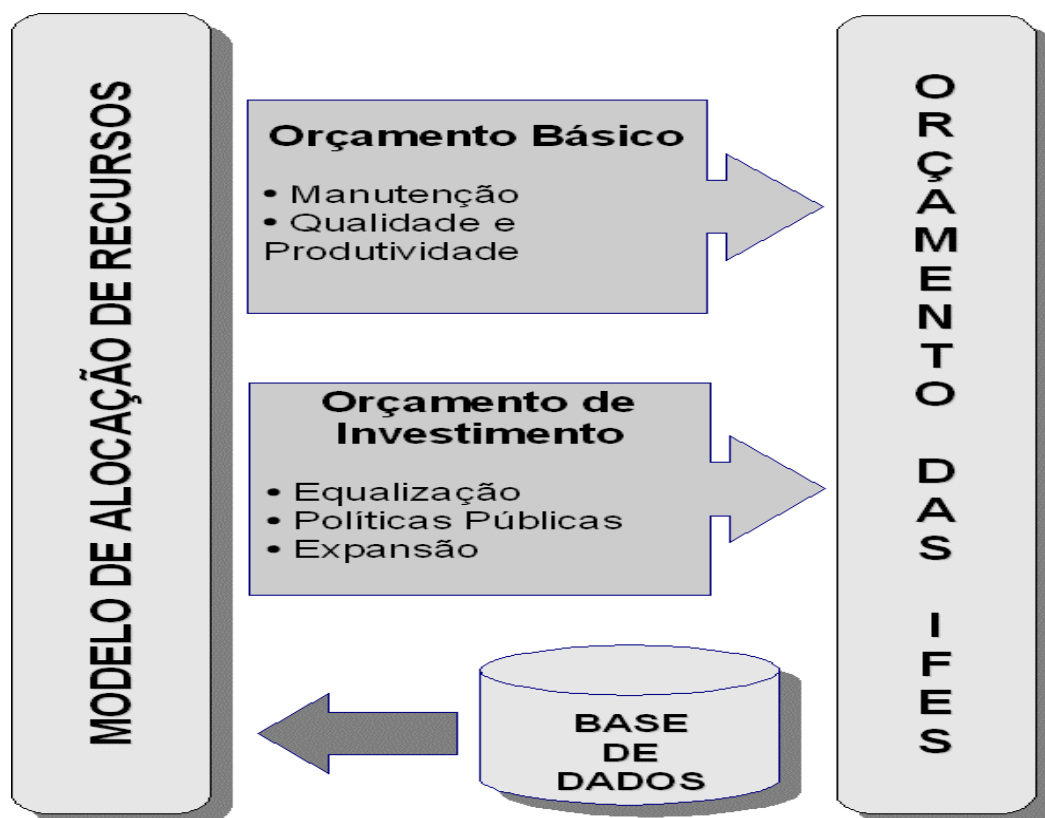 MODELO DE ALOCAÇÃO DE RECURSOS
Orçamento Básico
• Manutenção
• Qualidade e
Produtividade
Orçamento de
Investimento
• Equalização
• Políticas Públicas
• Expansão
BASE
DE
DADOS
ORÇAMENTO DAS IFES